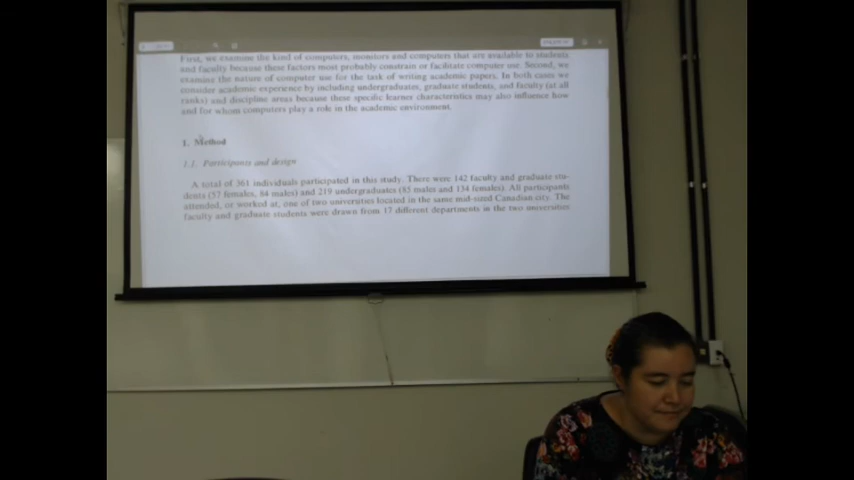 First, we examine the kind of computers, monitors and computers that are available to students
and faculty because these factors most probably constrain or facilitate computer use. Second, we
examine the nature of computer use for the task of writing academic papers. In both cases we
consider academic experience by including undergraduates, graduate students, and faculty (at all
ranks) and discipline areas because these specific learner characteristics may also influence how
and for whom computers play a role in the academic environment.
1. Method
1.1. Participants and design
A total of 361 individuals participated in this study. There were 142 faculty and graduate stu-
dents (57 females, 84 males) and 219 undergraduates (85 males and 134 females). All participants
attended, or worked at, one of two universities located in the same mid-sized Canadian city. The
faculty and graduate students were drawn from 17 different departments in the two universities